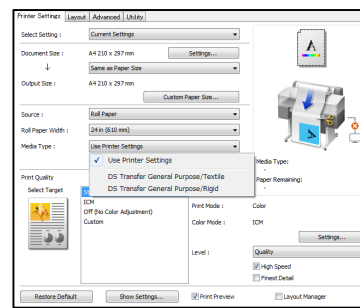 Printer Settings Layout Advanced Utility
Select Setting : Current Settings
Document Size : A4 210 x 297 mm Settings...
Same as Paper Size
Output Size : A4 210 x 297 mm
Custom Paper Size...
Source : Roll Paper
Roll Paper Width : 24 in (610 mm)
Media Type : Use Printer Settings
Use Printer Settings
DS Transfer General Purpose/Textile
DS Transfer General Purpose/Rigid
Media Type:
-
Paper Remaining:
-
Print Quality
Select Target
ICM
Off (No Color Adjustment)
Custom
Print Mode : Color
Color Mode : ICM
Settings...
Level : Quality
High Speed
Finest Detail
Restore Default Show Settings... Print Preview Layout Manager